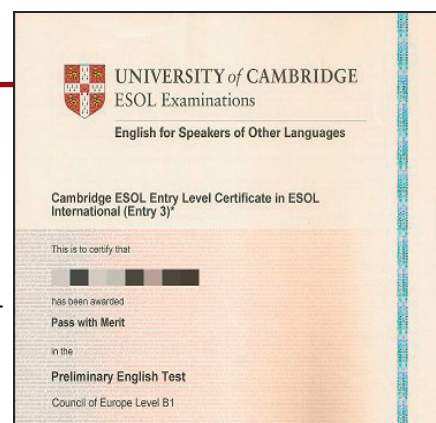 UNIVERSITY of CAMBRIDGE
ESOL Examinations
English for Speakers of Other Languages
Cambridge ESOL Entry Level Certificate in ESOL
International (Entry 3)*
This is to certify that
has been awarded
Pass with Merit
in the
Preliminary English Test
Council of Europe Level B1